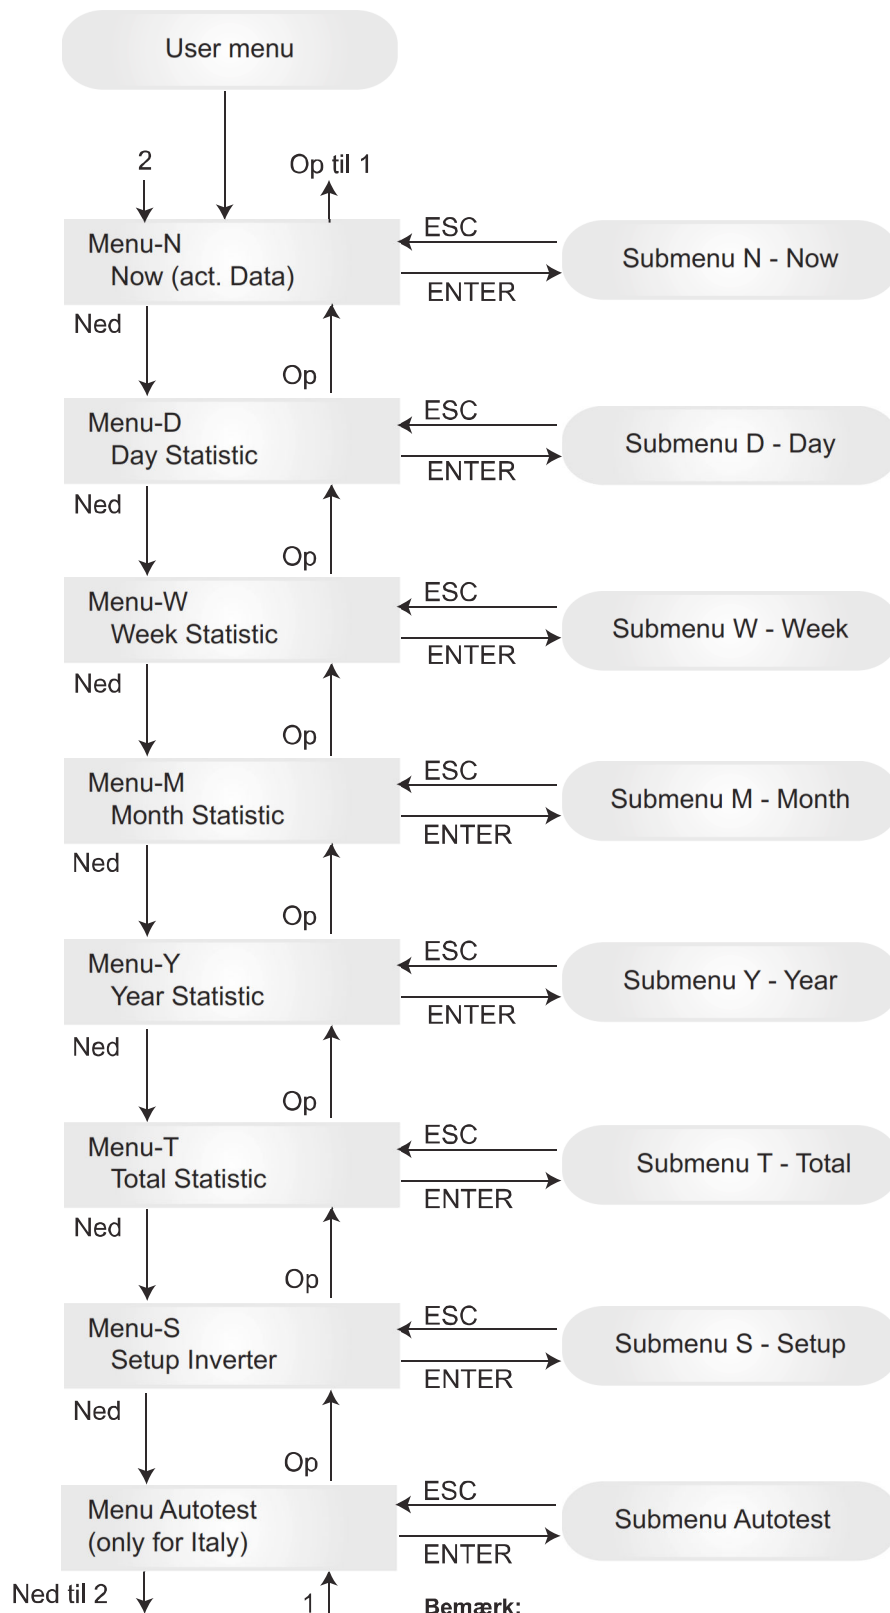 User menu
2
Op til 1
Menu-N
Now (act. Data)
ESC
ENTER
Submenu N - Now
Ned
Op
Menu-D
Day Statistic
ESC
ENTER
Submenu D - Day
Ned
Op
Menu-W
Week Statistic
ESC
ENTER
Submenu W - Week
Ned
Op
Menu-M
Month Statistic
ESC
ENTER
Submenu M - Month
Ned
Op
Menu-Y
Year Statistic
ESC
ENTER
Submenu Y - Year
Ned
Op
Menu-T
Total Statistic
ESC
ENTER
Submenu T - Total
Ned
Op
Menu-S
Setup Inverter
ESC
ENTER
Submenu S - Setup
Ned
Op
Menu Autotest
(only for Italy)
ESC
ENTER
Submenu Autotest
Ned til 2
1
Bemærk: